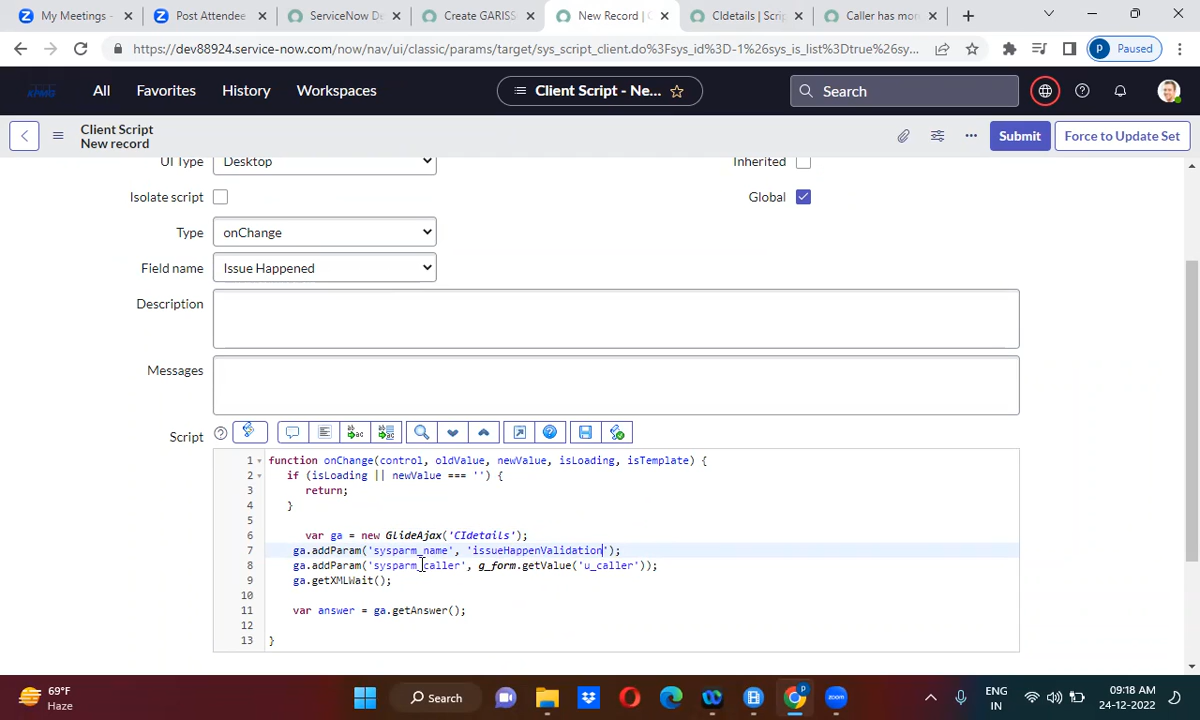 My Meetings -
Post Attendee
ServiceNow De
Create GARISS
New Record | C
CIdetails | Scrip
Caller has mor
https://dev88924.service-now.com/now/nav/ui/classic/params/target/sys_script_client.do%3Fsys_id%3D-1%26sys_is_list%3Dtrue%26sy...
P Paused
KPMG All Favorites History Workspaces Client Script - Ne... Search
Client Script
New record
Submit Force to Update Set
UI Type Desktop Inherited
Isolate script Global
Type onChange
Field name Issue Happened
Description
Messages
Script
1 function onChange(control, oldValue, newValue, isLoading, isTemplate) {
2 if (isLoading || newValue === '') {
3 return;
4 }
5
6 var ga = new GlideAjax('CIdetails');
7 ga.addParam('sysparm_name', 'issueHappenValidation');
8 ga.addParam('sysparm_caller', g_form.getValue('u_caller'));
9 ga.getXMLWait();
10
11 var answer = ga.getAnswer();
12
13 }
69°F
Haze
Search
ENG
IN
09:18 AM
24-12-2022